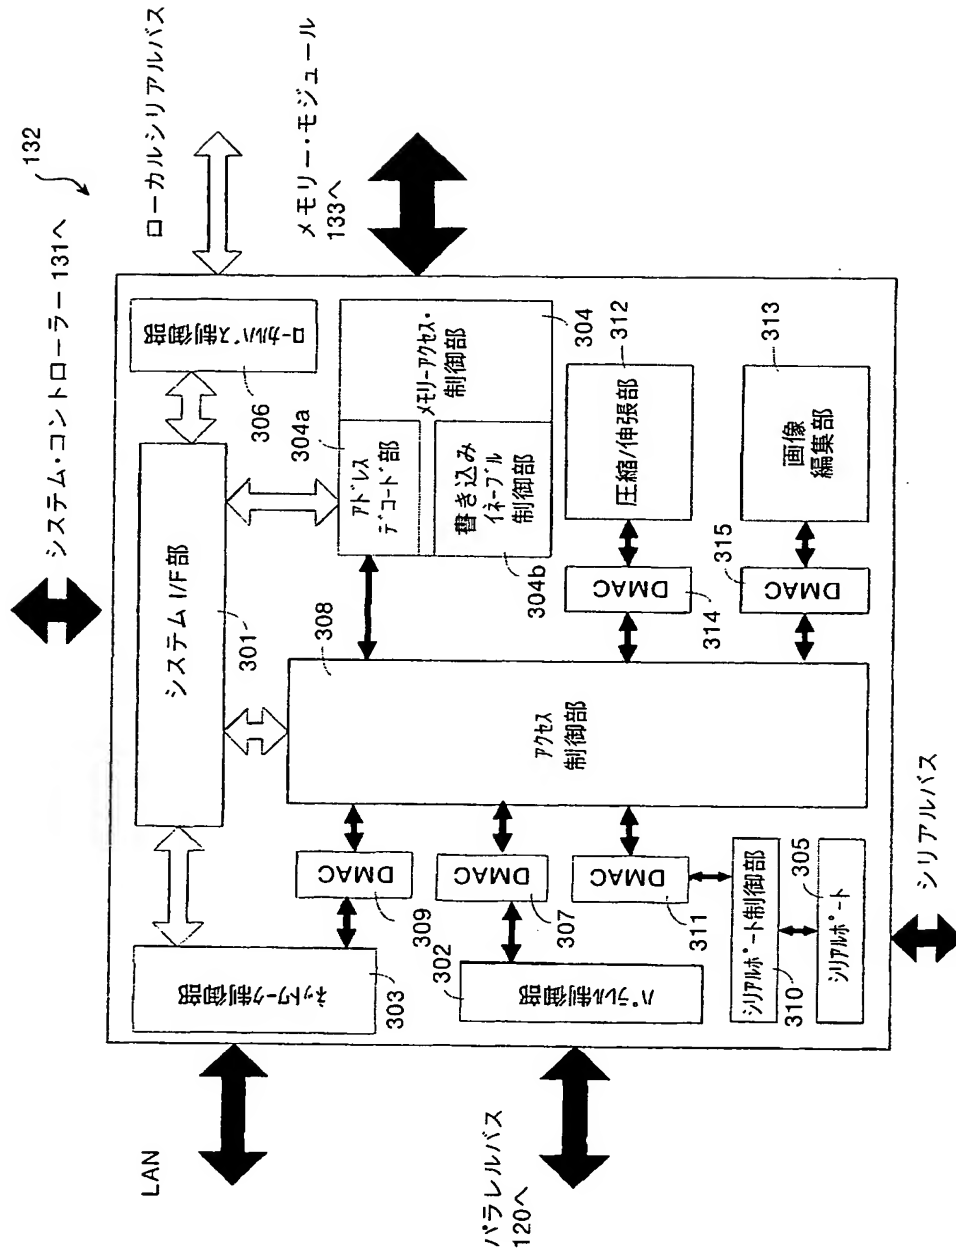 システム・コントローラー 131へ
132
ローカルシリアルバス
メモリー・モジュール
133へ
LAN
パラレルバス
120へ
シリアルバス
システム I/F部
301
ローカルバス制御部
306
ネットワーク制御部
303
DMAC
309
アクセス
制御部
308
304a
アドレス
デコード部
メモリーアクセス・
制御部
304
書き込み
イネーブル
制御部
304b
パラレル制御部
302
DMAC
307
DMAC
314
圧縮/伸張部
312
DMAC
311
シリアルポート制御部
310
シリアルポート
305
DMAC
315
画像
編集部
313